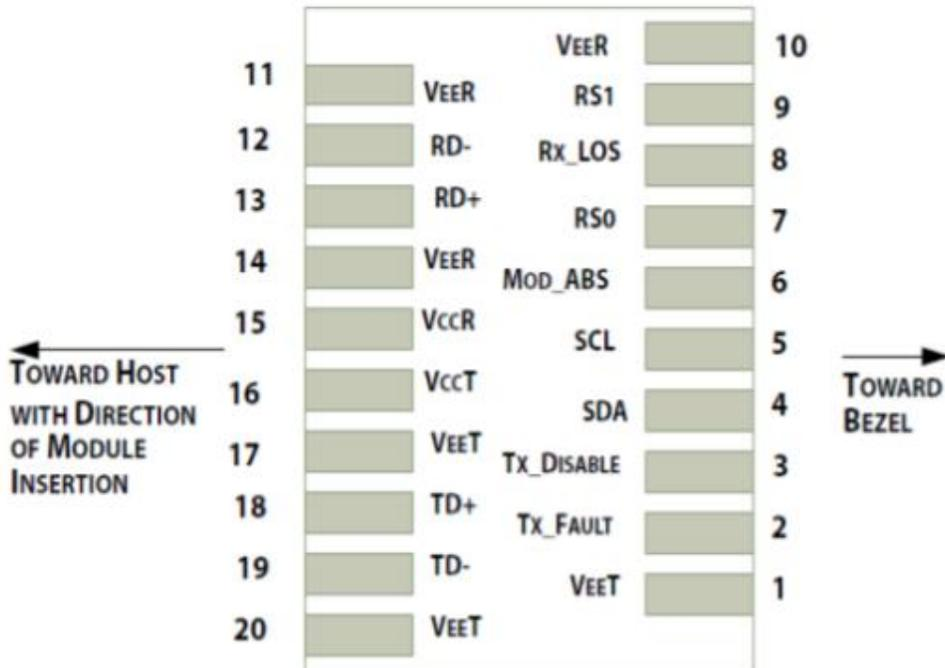 11 VEER
12 RD-
13 RD+
14 VEER
15 VCCR
16 VCCT
17 VEET
18 TD+
19 TD-
20 VEET
VEER 10
RS1 9
RX_LOS 8
RS0 7
MOD_ABS 6
SCL 5
SDA 4
TX_DISABLE 3
TX_FAULT 2
VEET 1
TOWARD HOST
WITH DIRECTION
OF MODULE
INSERTION
TOWARD
BEZEL